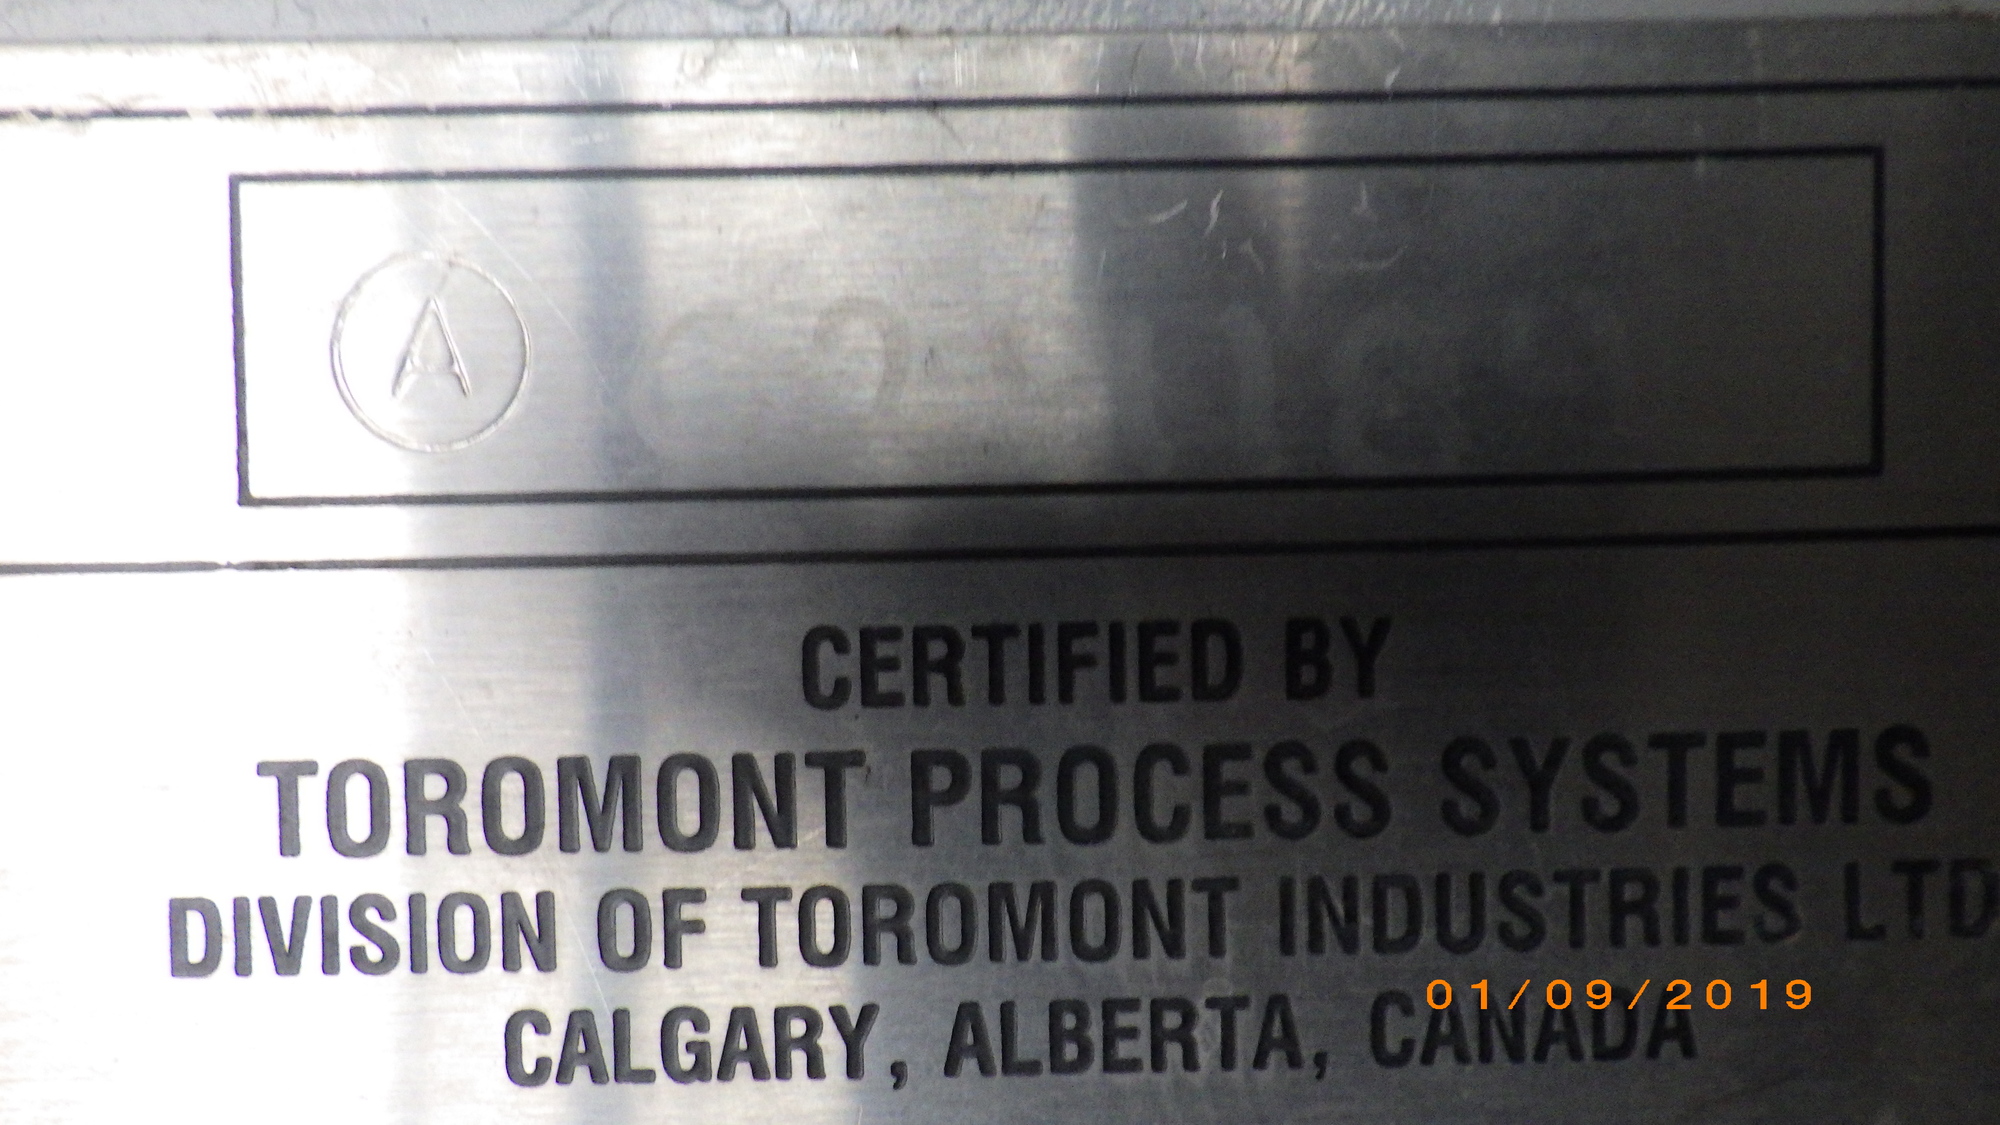 A
CERTIFIED BY
TOROMONT PROCESS SYSTEMS
DIVISION OF TOROMONT INDUSTRIES LTD
CALGARY, ALBERTA, CANADA
01/09/2019